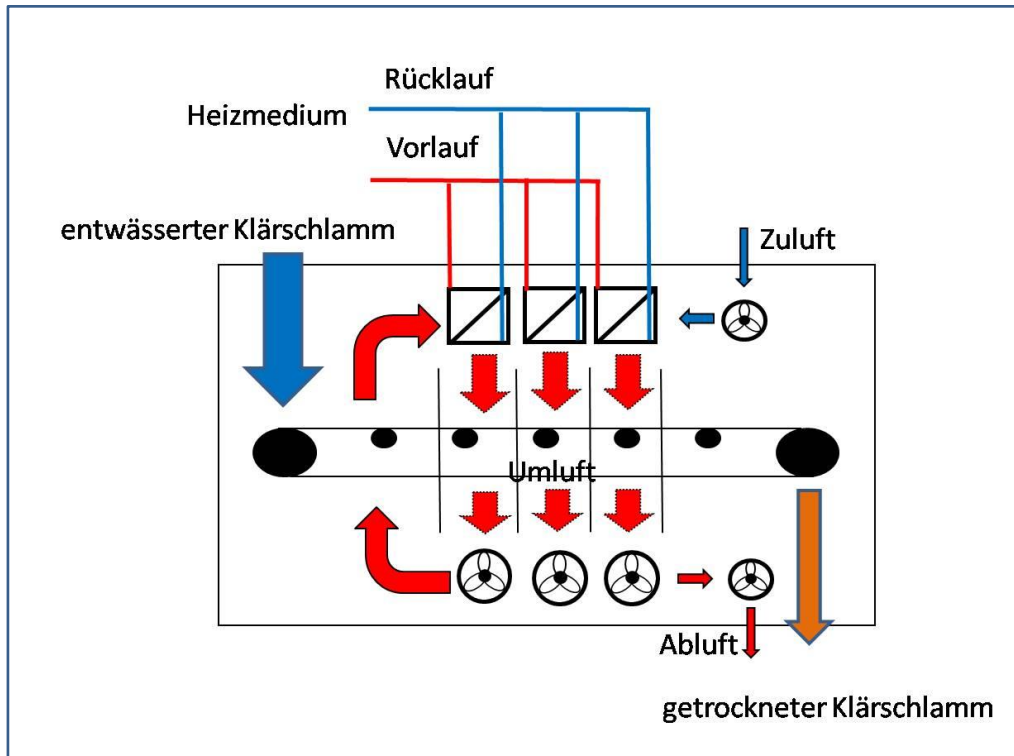 Rücklauf
Heizmedium
Vorlauf
entwässerter Klärschlamm
Zuluft
Umluft
Abluft
getrockneter Klärschlamm